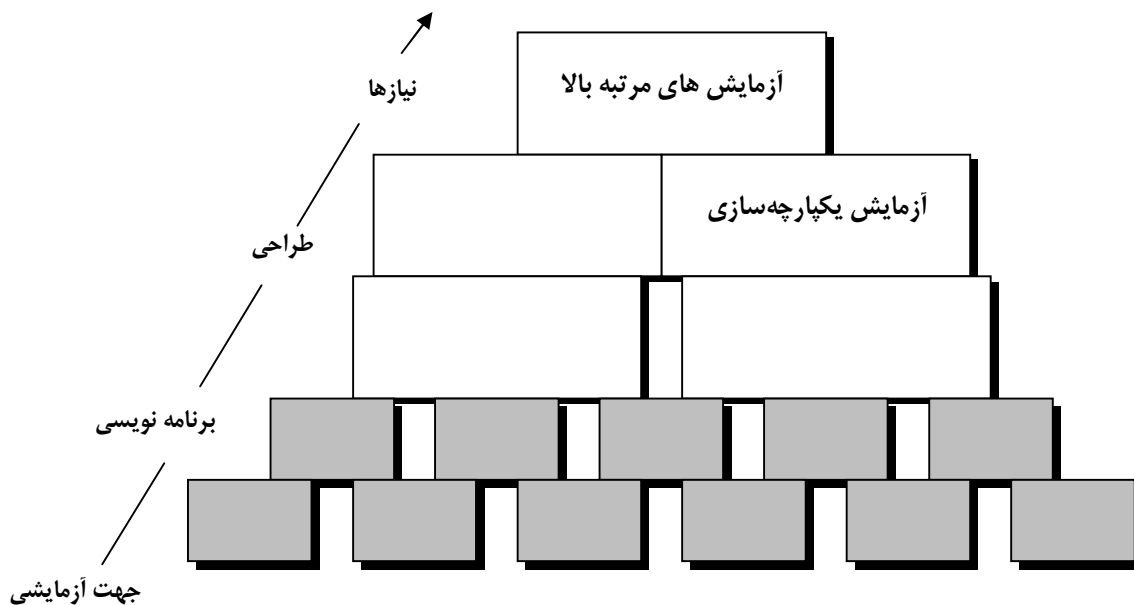 آزمایش های مرتبه بالا
نیازها
آزمایش یکپارچه‌سازی
طراحی
برنامه نویسی
جهت آزمایشی